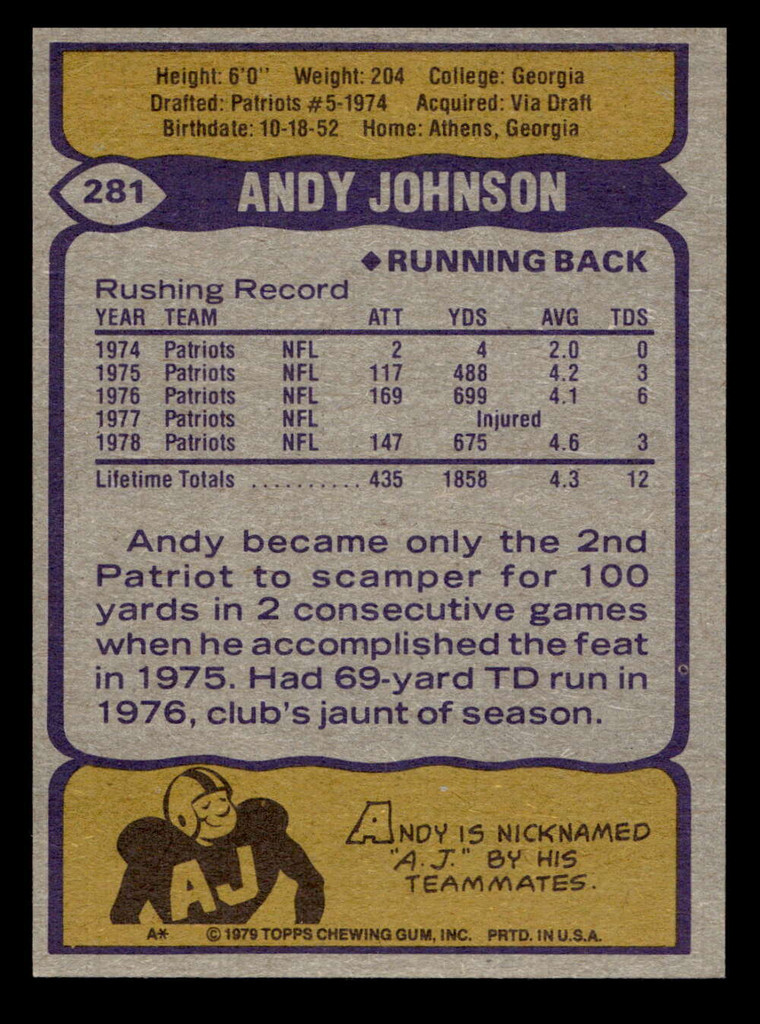 Height: 6'0" Weight: 204 College: Georgia
Drafted: Patriots #5-1974 Acquired: Via Draft
Birthdate: 10-18-52 Home: Athens, Georgia
281 ANDY JOHNSON
◆RUNNING BACK
Rushing Record
YEAR TEAM ATT YDS AVG TDS
1974 Patriots NFL 2 4 2.0 0
1975 Patriots NFL 117 488 4.2 3
1976 Patriots NFL 169 699 4.1 6
1977 Patriots NFL Injured
1978 Patriots NFL 147 675 4.6 3
Lifetime Totals .......... 435 1858 4.3 12
Andy became only the 2nd
Patriot to scamper for 100
yards in 2 consecutive games
when he accomplished the feat
in 1975. Had 69-yard TD run in
1976, club's jaunt of season.
AJ
ANDY IS NICKNAMED
"A.J." BY HIS
TEAMMATES.
A* © 1979 TOPPS CHEWING GUM, INC. PRTD. IN U.S.A.